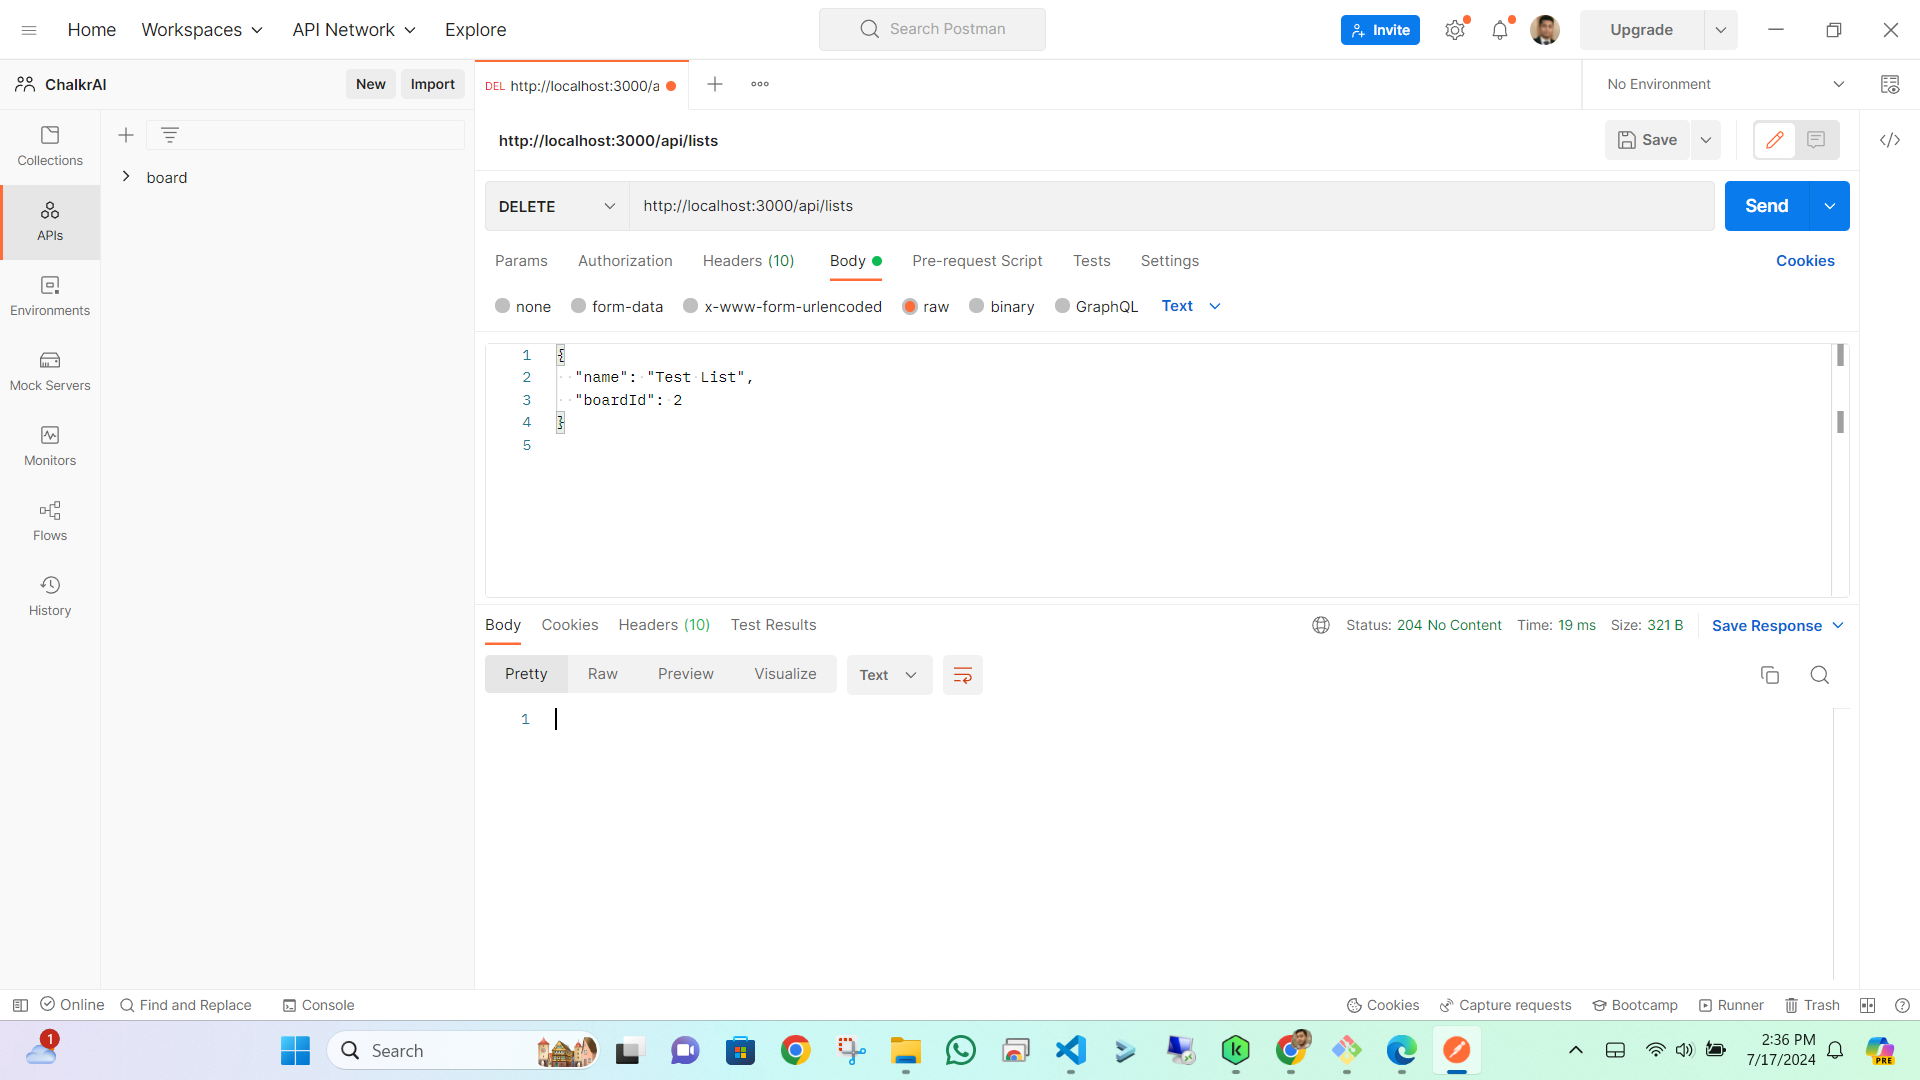 Home Workspaces API Network Explore Search Postman Invite Upgrade
ChalkrAI New Import DEL http://localhost:3000/a No Environment
http://localhost:3000/api/lists Save
Collections
board
APIs
Environments
Mock Servers
Monitors
Flows
History
DELETE http://localhost:3000/api/lists Send
Params Authorization Headers (10) Body Pre-request Script Tests Settings Cookies
none form-data x-www-form-urlencoded raw binary GraphQL Text
1 {
2 "name": "Test List",
3 "boardId": 2
4 }
5
Body Cookies Headers (10) Test Results Status: 204 No Content Time: 19 ms Size: 321 B Save Response
Pretty Raw Preview Visualize Text
1
Online Find and Replace Console Cookies Capture requests Bootcamp Runner Trash
1 Search PRE 2:36 PM
7/17/2024